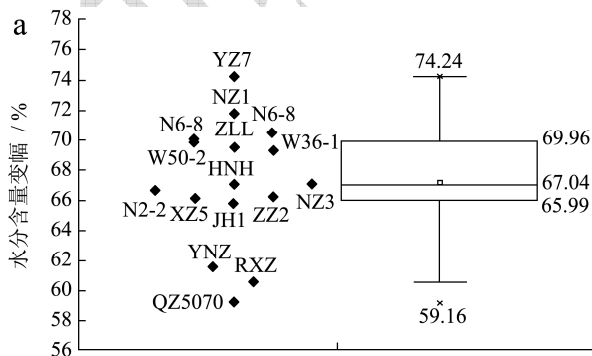 a
水分含量变幅 / %
78
76
74
72
70
68
66
64
62
60
58
56
YZ7
NZ1
N6-8
N6-8
ZLL
W36-1
W50-2
HNH
N2-2
XZ5
JH1
ZZ2
NZ3
YNZ
RXZ
QZ5070
74.24
69.96
67.04
65.99
59.16